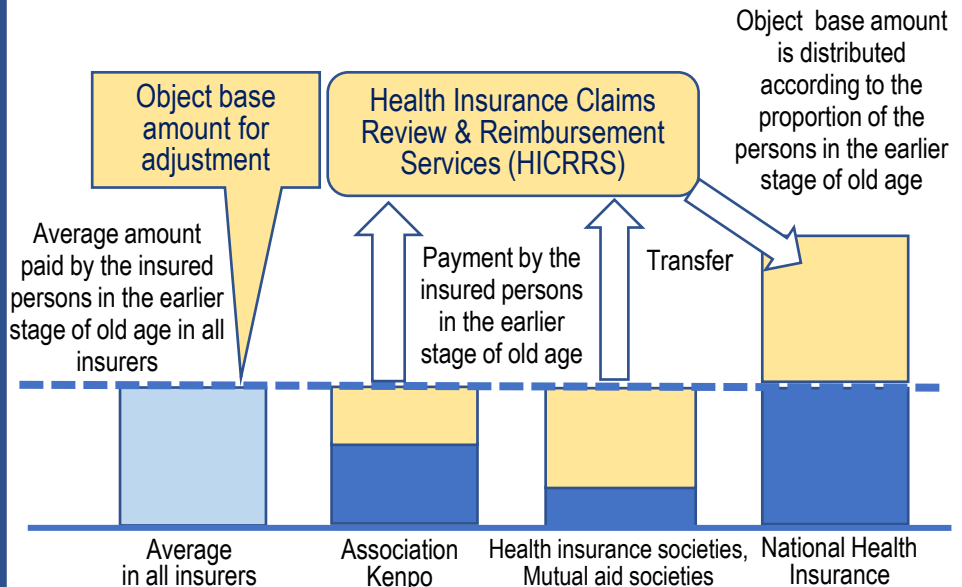 Object base amount
is distributed
according to the
proportion of the
persons in the earlier
stage of old age
Object base
amount for
adjustment
Health Insurance Claims
Review & Reimbursement
Services (HICRRS)
Average amount
paid by the insured
persons in the earlier
stage of old age in all
insurers
Payment by the
insured persons
in the earlier
stage of old age
Transfer
Average
in all insurers
Association
Kenpo
Health insurance societies,
Mutual aid societies
National Health
Insurance